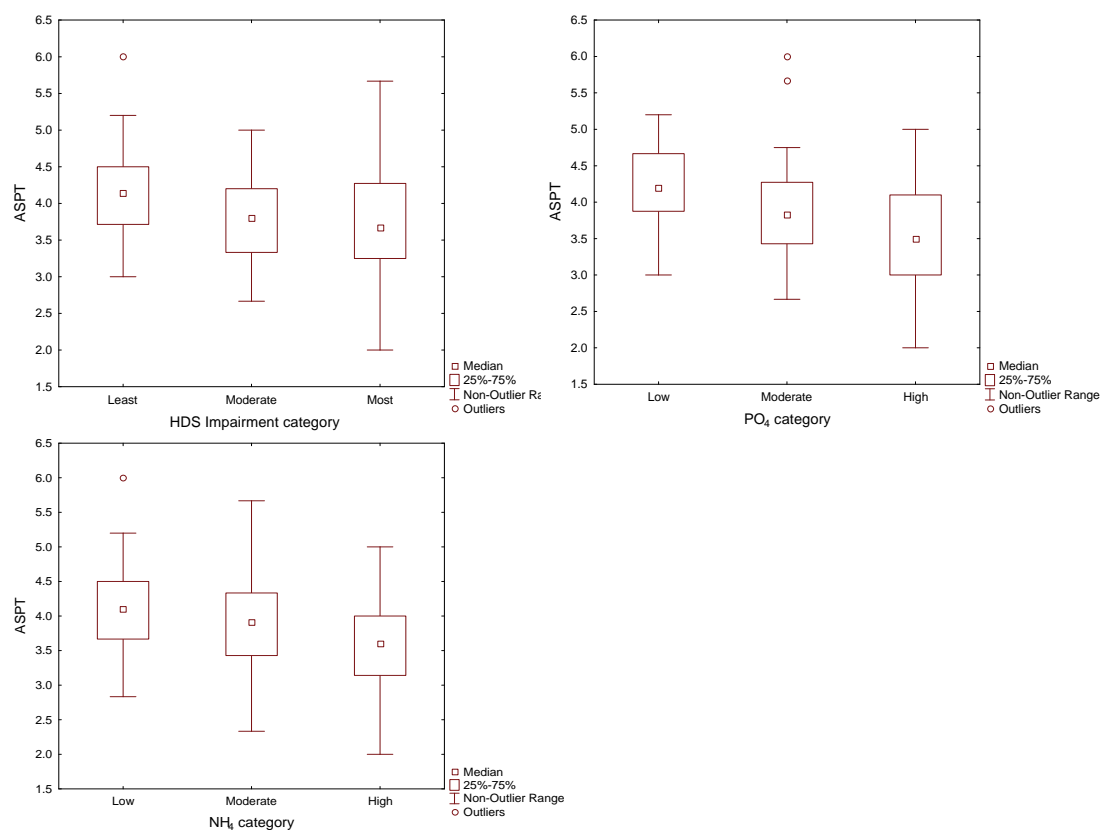 6.5
6.0
5.5
5.0
4.5
4.0
3.5
3.0
2.5
2.0
1.5
ASPT
Least Moderate Most
HDS Impairment category
Median
25%-75%
Non-Outlier Ra
Outliers
6.5
6.0
5.5
5.0
4.5
4.0
3.5
3.0
2.5
2.0
1.5
ASPT
Low Moderate High
PO4 category
Median
25%-75%
Non-Outlier Range
Outliers
6.5
6.0
5.5
5.0
4.5
4.0
3.5
3.0
2.5
2.0
1.5
ASPT
Low Moderate High
NH4 category
Median
25%-75%
Non-Outlier Range
Outliers